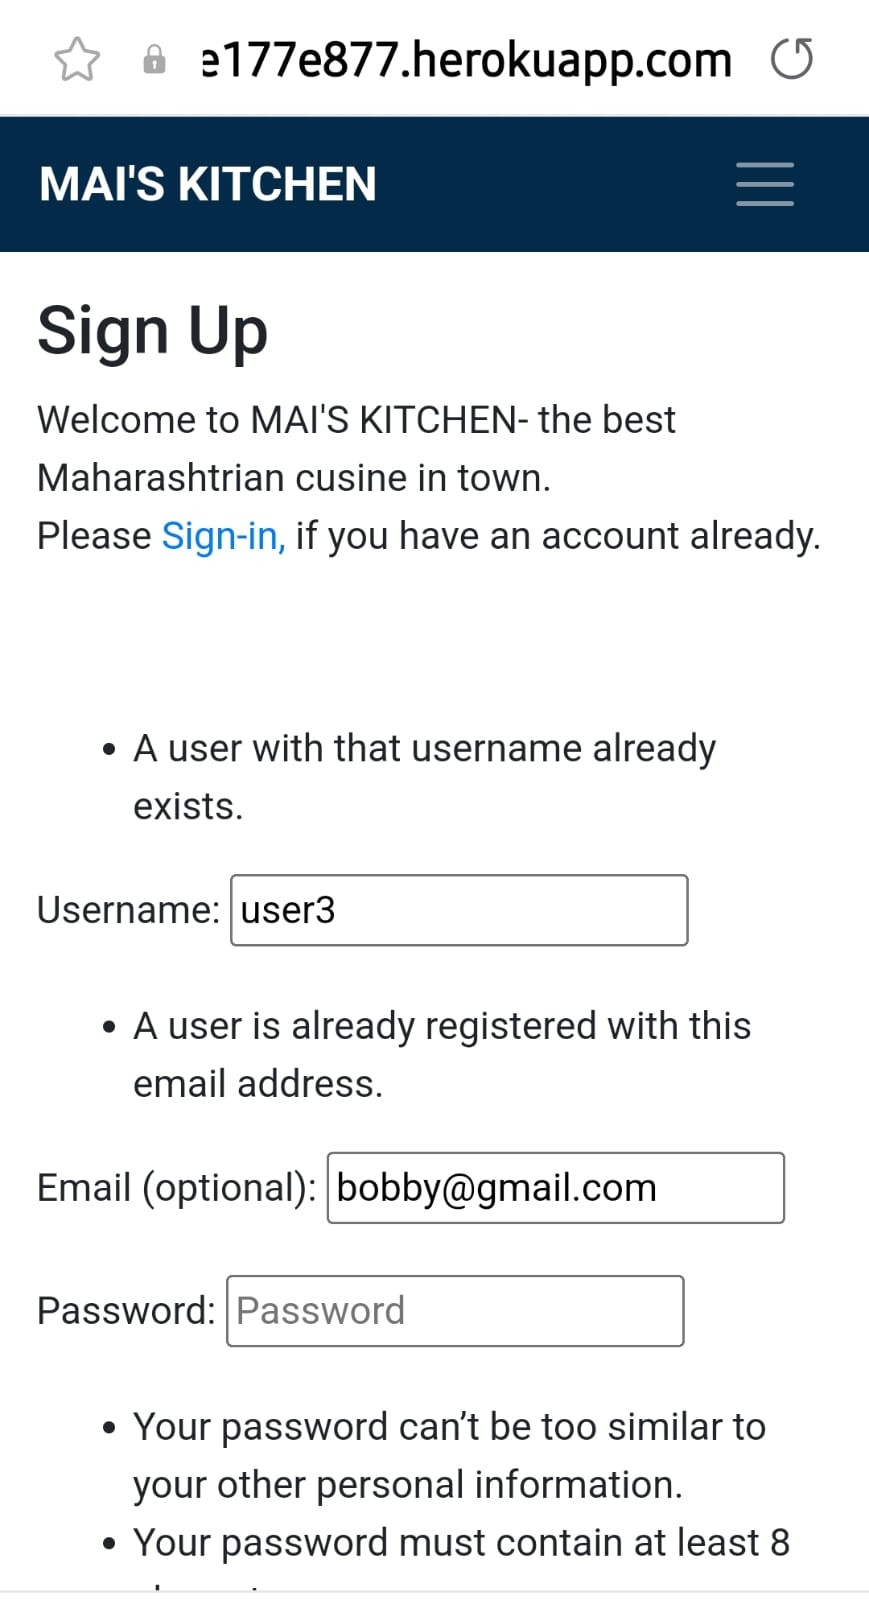 e177e877.herokuapp.com
MAI'S KITCHEN
Sign Up
Welcome to MAI'S KITCHEN- the best
Maharashtrian cusine in town.
Please Sign-in, if you have an account already.
• A user with that username already
exists.
Username: user3
• A user is already registered with this
email address.
Email (optional): bobby@gmail.com
Password: Password
• Your password can’t be too similar to
your other personal information.
• Your password must contain at least 8